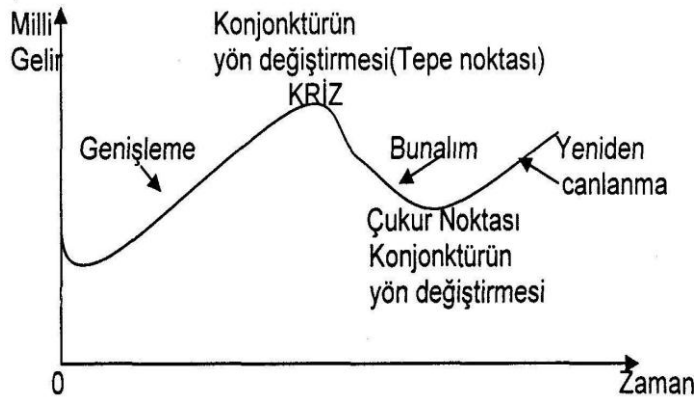 Milli
Gelir
Konjonktürün
yön değiştirmesi(Tepe noktası)
KRİZ
Genişleme
Bunalım
Yeniden
canlanma
Çukur Noktası
Konjonktürün
yön değiştirmesi
0
Zaman